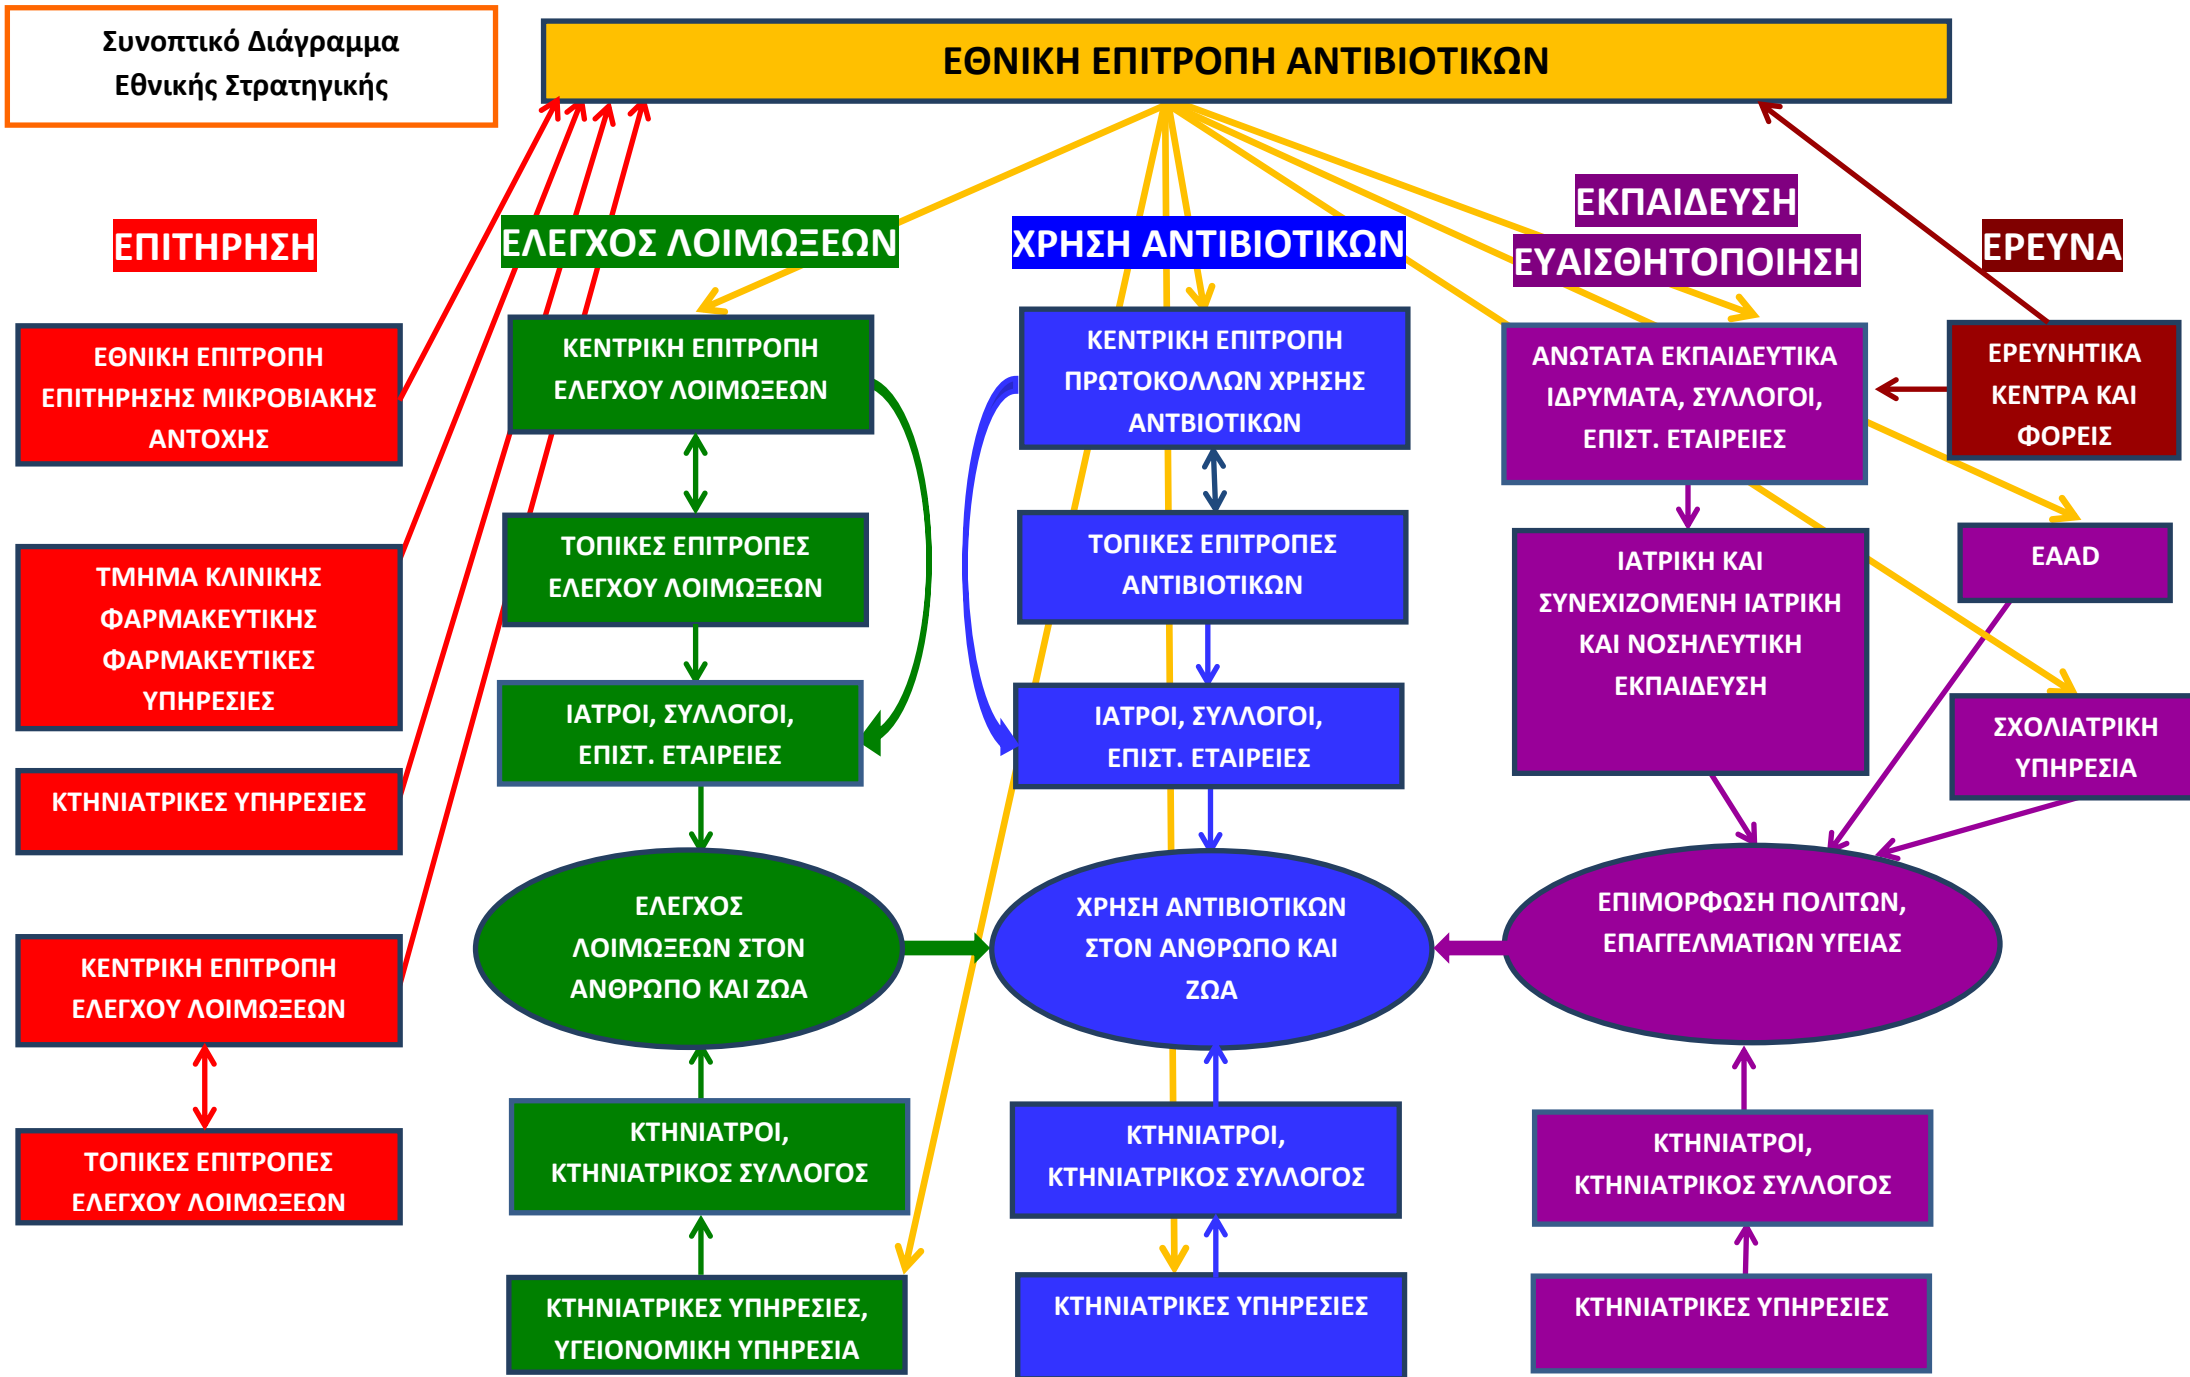 Συνοπτικό Διάγραμμα
Εθνικής Στρατηγικής
ΕΘΝΙΚΗ ΕΠΙΤΡΟΠΗ ΑΝΤΙΒΙΟΤΙΚΩΝ
ΕΠΙΤΗΡΗΣΗ
ΕΘΝΙΚΗ ΕΠΙΤΡΟΠΗ
ΕΠΙΤΗΡΗΣΗΣ ΜΙΚΡΟΒΙΑΚΗΣ
ΑΝΤΟΧΗΣ
ΤΜΗΜΑ ΚΛΙΝΙΚΗΣ
ΦΑΡΜΑΚΕΥΤΙΚΗΣ
ΦΑΡΜΑΚΕΥΤΙΚΕΣ
ΥΠΗΡΕΣΙΕΣ
ΚΤΗΝΙΑΤΡΙΚΕΣ ΥΠΗΡΕΣΙΕΣ
ΚΕΝΤΡΙΚΗ ΕΠΙΤΡΟΠΗ
ΕΛΕΓΧΟΥ ΛΟΙΜΩΞΕΩΝ
ΤΟΠΙΚΕΣ ΕΠΙΤΡΟΠΕΣ
ΕΛΕΓΧΟΥ ΛΟΙΜΩΞΕΩΝ
ΕΛΕΓΧΟΣ ΛΟΙΜΩΞΕΩΝ
ΚΕΝΤΡΙΚΗ ΕΠΙΤΡΟΠΗ
ΕΛΕΓΧΟΥ ΛΟΙΜΩΞΕΩΝ
ΤΟΠΙΚΕΣ ΕΠΙΤΡΟΠΕΣ
ΕΛΕΓΧΟΥ ΛΟΙΜΩΞΕΩΝ
ΙΑΤΡΟΙ, ΣΥΛΛΟΓΟΙ,
ΕΠΙΣΤ. ΕΤΑΙΡΕΙΕΣ
ΕΛΕΓΧΟΣ
ΛΟΙΜΩΞΕΩΝ ΣΤΟΝ
ΑΝΘΡΩΠΟ ΚΑΙ ΖΩΑ
ΚΤΗΝΙΑΤΡΟΙ,
ΚΤΗΝΙΑΤΡΙΚΟΣ ΣΥΛΛΟΓΟΣ
ΚΤΗΝΙΑΤΡΙΚΕΣ ΥΠΗΡΕΣΙΕΣ,
ΥΓΕΙΟΝΟΜΙΚΗ ΥΠΗΡΕΣΙΑ
ΧΡΗΣΗ ΑΝΤΙΒΙΟΤΙΚΩΝ
ΚΕΝΤΡΙΚΗ ΕΠΙΤΡΟΠΗ
ΠΡΩΤΟΚΟΛΛΩΝ ΧΡΗΣΗΣ
ΑΝΤΒΙΟΤΙΚΩΝ
ΤΟΠΙΚΕΣ ΕΠΙΤΡΟΠΕΣ
ΑΝΤΙΒΙΟΤΙΚΩΝ
ΙΑΤΡΟΙ, ΣΥΛΛΟΓΟΙ,
ΕΠΙΣΤ. ΕΤΑΙΡΕΙΕΣ
ΧΡΗΣΗ ΑΝΤΙΒΙΟΤΙΚΩΝ
ΣΤΟΝ ΑΝΘΡΩΠΟ ΚΑΙ
ΖΩΑ
ΚΤΗΝΙΑΤΡΟΙ,
ΚΤΗΝΙΑΤΡΙΚΟΣ ΣΥΛΛΟΓΟΣ
ΚΤΗΝΙΑΤΡΙΚΕΣ ΥΠΗΡΕΣΙΕΣ
ΕΚΠΑΙΔΕΥΣΗ
ΕΥΑΙΣΘΗΤΟΠΟΙΗΣΗ
ΑΝΩΤΑΤΑ ΕΚΠΑΙΔΕΥΤΙΚΑ
ΙΔΡΥΜΑΤΑ, ΣΥΛΛΟΓΟΙ,
ΕΠΙΣΤ. ΕΤΑΙΡΕΙΕΣ
ΙΑΤΡΙΚΗ ΚΑΙ
ΣΥΝΕΧΙΖΟΜΕΝΗ ΙΑΤΡΙΚΗ
ΚΑΙ ΝΟΣΗΛΕΥΤΙΚΗ
ΕΚΠΑΙΔΕΥΣΗ
ΕΠΙΜΟΡΦΩΣΗ ΠΟΛΙΤΩΝ,
ΕΠΑΓΓΕΛΜΑΤΙΩΝ ΥΓΕΙΑΣ
ΚΤΗΝΙΑΤΡΟΙ,
ΚΤΗΝΙΑΤΡΙΚΟΣ ΣΥΛΛΟΓΟΣ
ΚΤΗΝΙΑΤΡΙΚΕΣ ΥΠΗΡΕΣΙΕΣ
ΕΡΕΥΝΑ
ΕΡΕΥΝΗΤΙΚΑ
ΚΕΝΤΡΑ ΚΑΙ
ΦΟΡΕΙΣ
EAAD
ΣΧΟΛΙΑΤΡΙΚΗ
ΥΠΗΡΕΣΙΑ